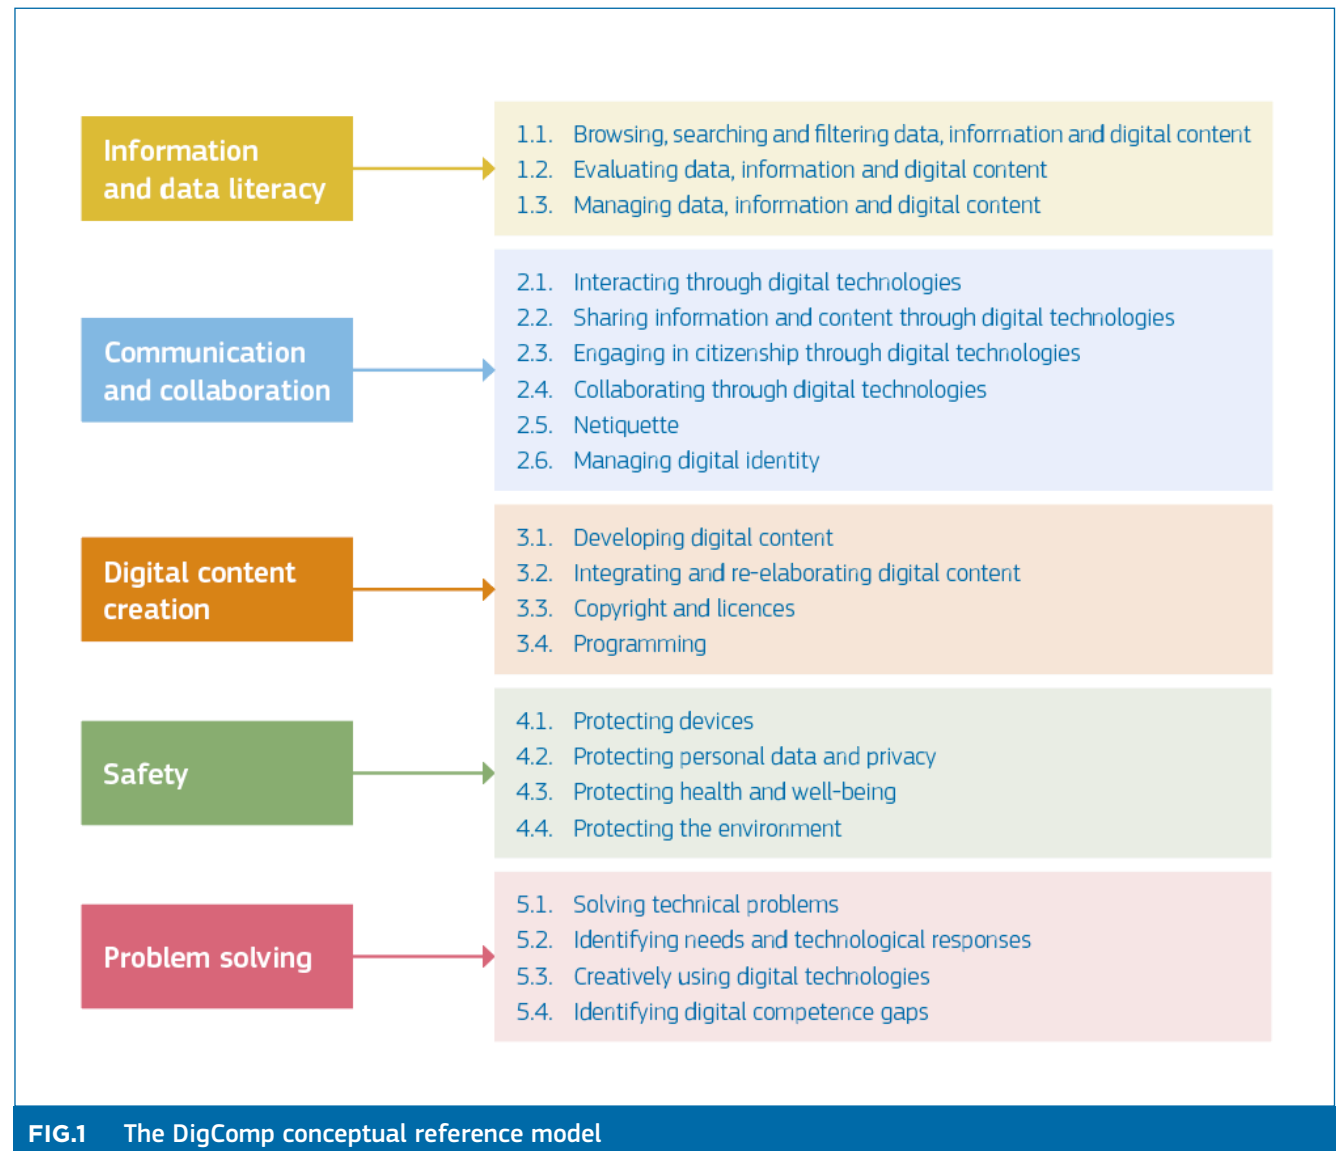 Information
and data literacy
1.1. Browsing, searching and filtering data, information and digital content
1.2. Evaluating data, information and digital content
1.3. Managing data, information and digital content
Communication
and collaboration
2.1. Interacting through digital technologies
2.2. Sharing information and content through digital technologies
2.3. Engaging in citizenship through digital technologies
2.4. Collaborating through digital technologies
2.5. Netiquette
2.6. Managing digital identity
Digital content
creation
3.1. Developing digital content
3.2. Integrating and re-elaborating digital content
3.3. Copyright and licences
3.4. Programming
Safety
4.1. Protecting devices
4.2. Protecting personal data and privacy
4.3. Protecting health and well-being
4.4. Protecting the environment
Problem solving
5.1. Solving technical problems
5.2. Identifying needs and technological responses
5.3. Creatively using digital technologies
5.4. Identifying digital competence gaps
FIG.1 The DigComp conceptual reference model